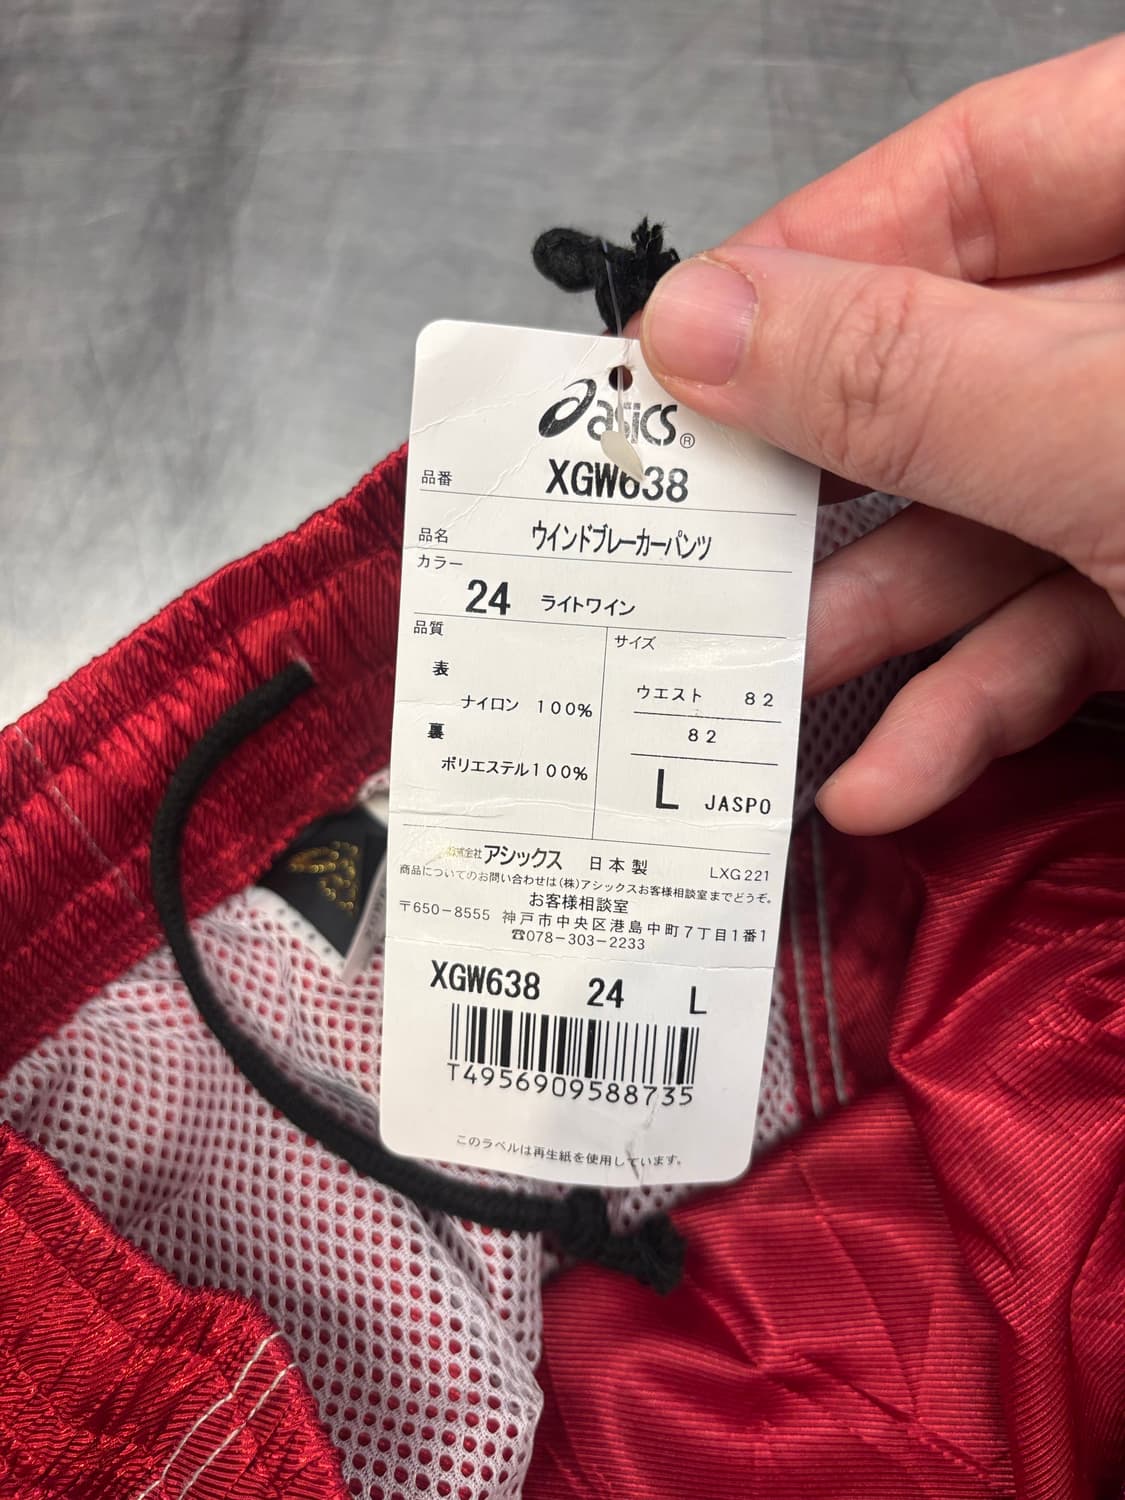 asics®
品番 XGW638
品名 ウインドブレーカーパンツ
カラー
24 ライトワイン
品質
表
ナイロン 100%
裏
ポリエステル100%
サイズ
ウエスト 82
82
L JASPO
株式会社アシックス 日本製 LXG221
商品についてのお問い合わせは(株)アシックスお客様相談室までどうぞ。
お客様相談室
〒650-8555 神戸市中央区港島中町7丁目1番1
☎078-303-2233
XGW638 24 L
T4956909588735
このラベルは再生紙を使用しています。